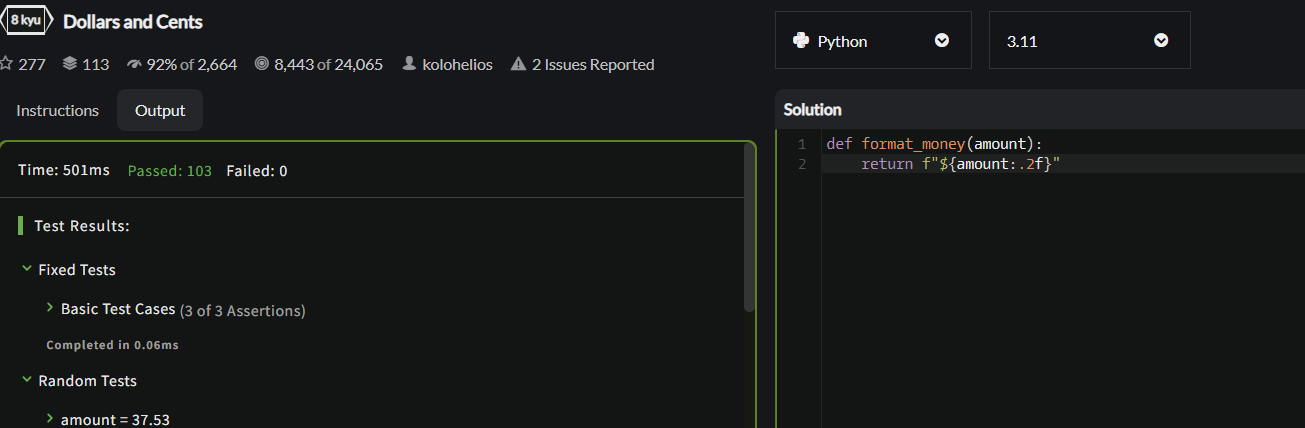 8 kyu Dollars and Cents
277 113 92% of 2,664 8,443 of 24,065 kolohelios 2 Issues Reported
Instructions Output
Time: 501ms Passed: 103 Failed: 0
Test Results:
Fixed Tests
Basic Test Cases (3 of 3 Assertions)
Completed in 0.06ms
Random Tests
amount = 37.53
Python 3.11
Solution
1 def format_money(amount):
2     return f"${amount:.2f}"